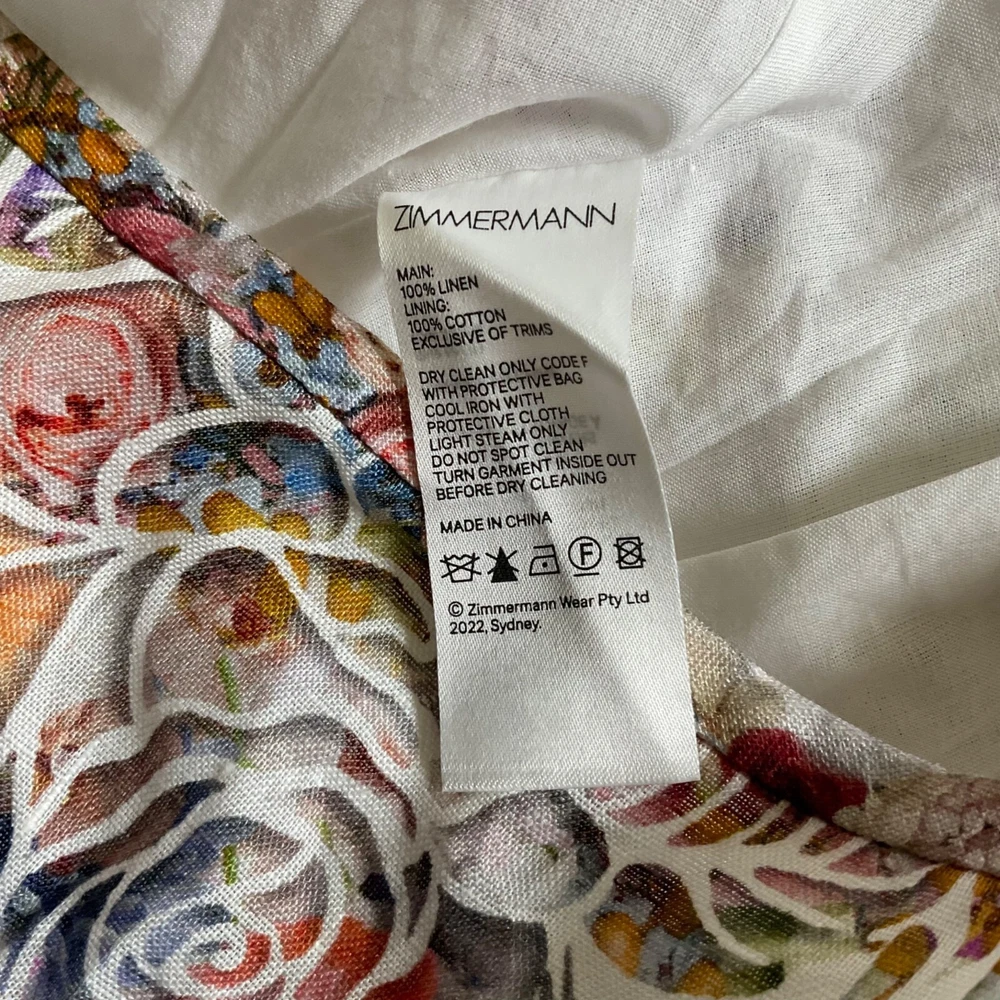 ZIMMERMANN
MAIN:
100% LINEN
LINING:
100% COTTON
EXCLUSIVE OF TRIMS
DRY CLEAN ONLY CODE F
WITH PROTECTIVE BAG
COOL IRON WITH
PROTECTIVE CLOTH
LIGHT STEAM ONLY
DO NOT SPOT CLEAN
TURN GARMENT INSIDE OUT
BEFORE DRY CLEANING
MADE IN CHINA
F
© Zimmermann Wear Pty Ltd
2022, Sydney.